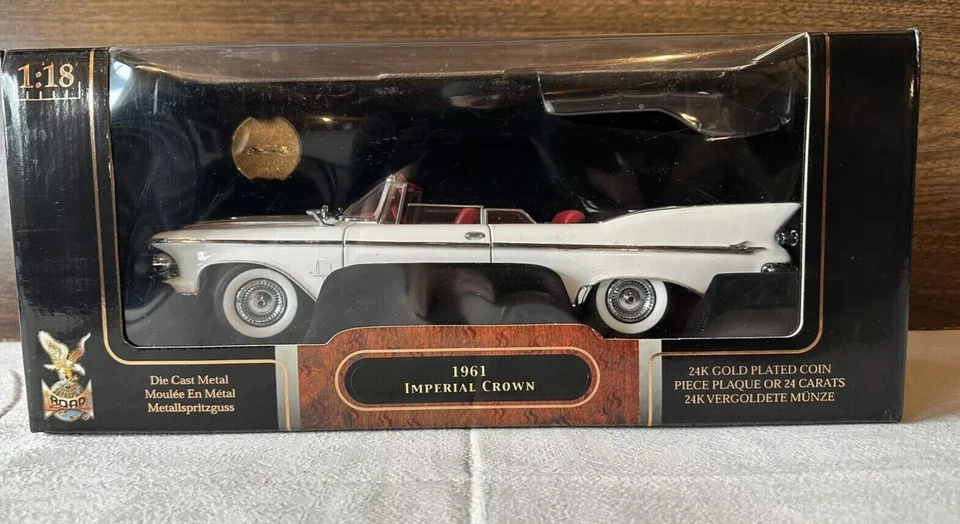 1:18
Die Cast Metal
Moulée En Métal
Metallspritzguss
1961
IMPERIAL CROWN
24K GOLD PLATED COIN
PIECE PLAQUE OR 24 CARATS
24K VERGOLDETE MÜNZE
ROAD